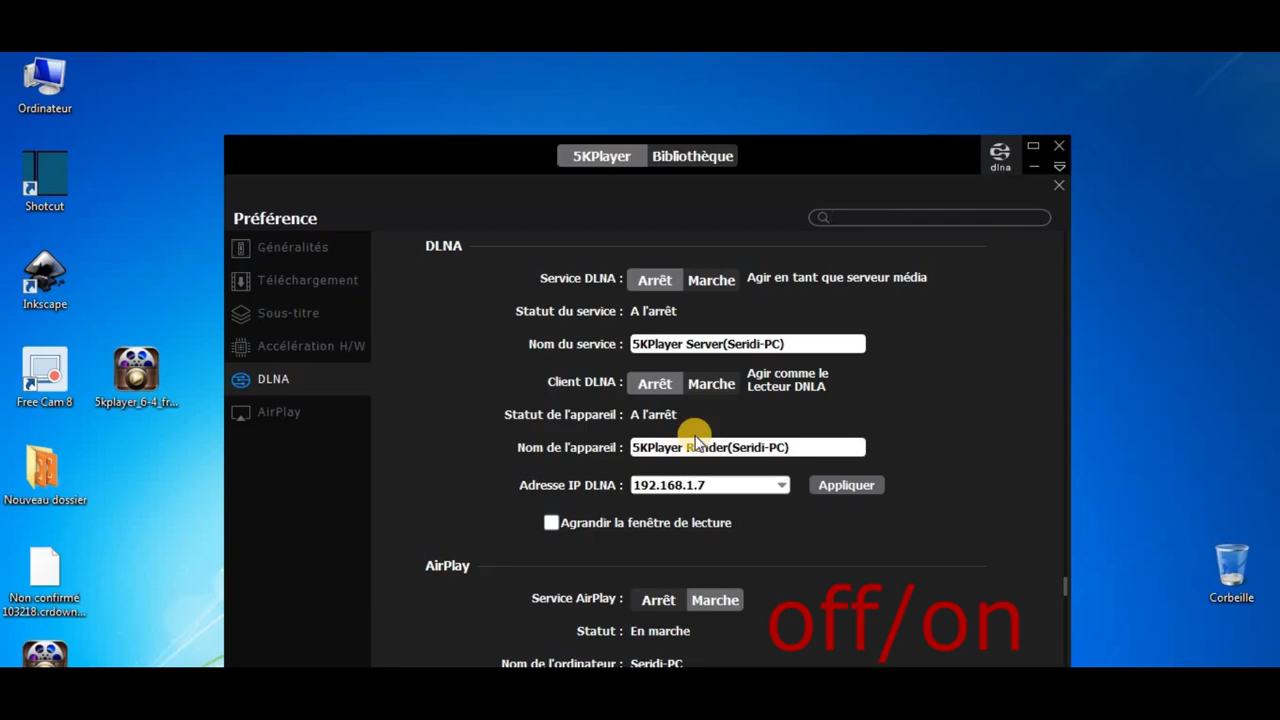 Ordinateur
Shotcut
Inkscape
Free Cam 8
5kplayer_6-4_fr...
Nouveau dossier
Non confirmé
103218.crdown...
Corbeille
5KPlayer
Bibliothèque
dlna
Préférence
Généralités
Téléchargement
Sous-titre
Accélération H/W
DLNA
AirPlay
DLNA
Service DLNA : Arrêt Marche Agir en tant que serveur média
Statut du service : A l'arrêt
Nom du service : 5KPlayer Server(Seridi-PC)
Client DLNA : Arrêt Marche Agir comme le
Lecteur DNLA
Statut de l'appareil : A l'arrêt
Nom de l'appareil : 5KPlayer Render(Seridi-PC)
Adresse IP DLNA : 192.168.1.7 Appliquer
Agrandir la fenêtre de lecture
AirPlay
Service AirPlay : Arrêt Marche
Statut : En marche
Nom de l'ordinateur : Seridi-PC
off/on